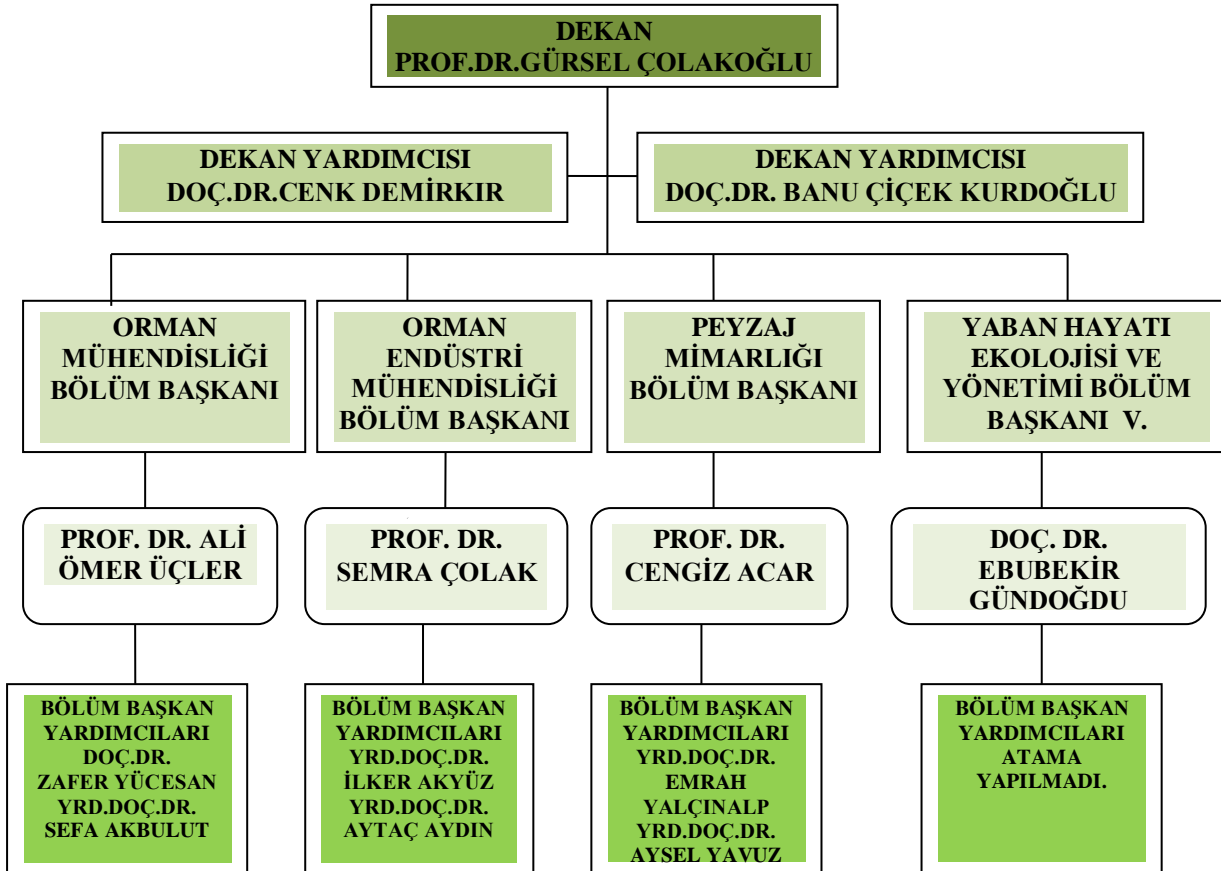 DEKAN
PROF.DR.GÜRSEL ÇOLAKOĞLU
DEKAN YARDIMCISI
DOÇ.DR.CENK DEMİRKIR
DEKAN YARDIMCISI
DOÇ.DR. BANU ÇİÇEK KURDOĞLU
ORMAN
MÜHENDİSLİĞİ
BÖLÜM BAŞKANI
ORMAN
ENDÜSTRİ
MÜHENDİSLİĞİ
BÖLÜM BAŞKANI
PEYZAJ
MİMARLIĞI
BÖLÜM BAŞKANI
YABAN HAYATI
EKOLOJİSİ VE
YÖNETİMİ BÖLÜM
BAŞKANI V.
PROF. DR. ALİ
ÖMER ÜÇLER
PROF. DR.
SEMRA ÇOLAK
PROF. DR.
CENGİZ ACAR
DOÇ. DR.
EBUBEKİR
GÜNDOĞDU
BÖLÜM BAŞKAN
YARDIMCILARI
DOÇ.DR.
ZAFER YÜCESAN
YRD.DOÇ.DR.
SEFA AKBULUT
BÖLÜM BAŞKAN
YARDIMCILARI
YRD.DOÇ.DR.
İLKER AKYÜZ
YRD.DOÇ.DR.
AYTAÇ AYDIN
BÖLÜM BAŞKAN
YARDIMCILARI
YRD.DOÇ.DR.
EMRAH
YALÇINALP
YRD.DOÇ.DR.
AYSEL YAVUZ
BÖLÜM BAŞKAN
YARDIMCILARI
ATAMA
YAPILMADI.